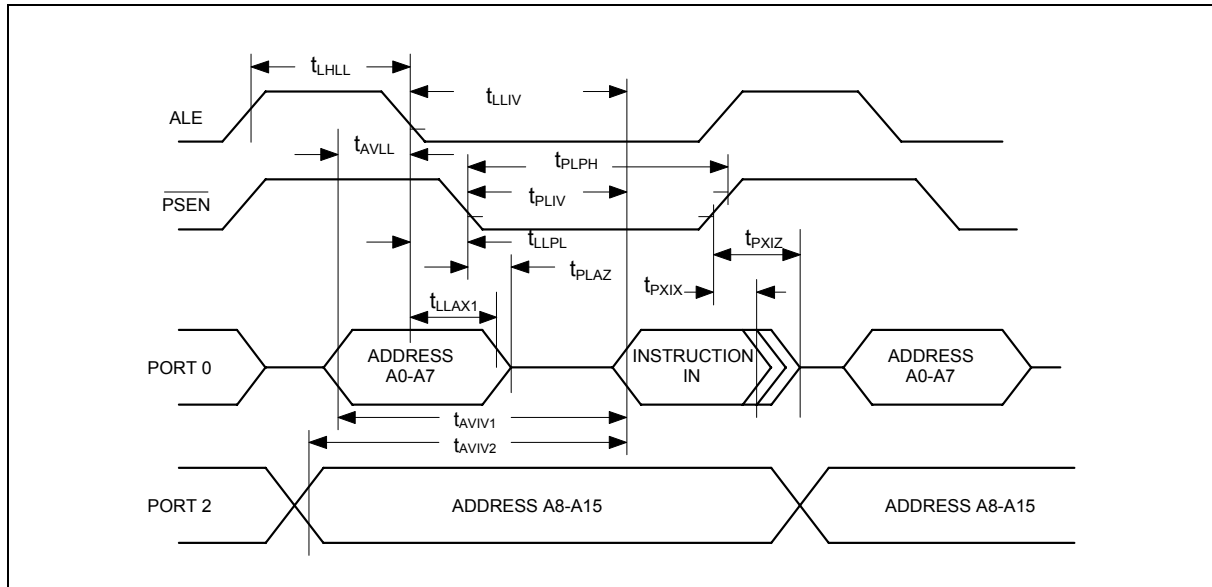 tLHLL
tLLIV
ALE
tAVLL
tPLPH
PSEN
tPLIV
tLLPL
tPXIZ
tPLAZ
tPXIX
tLLAX1
PORT 0
ADDRESS
A0-A7
INSTRUCTION
IN
ADDRESS
A0-A7
tAVIV1
tAVIV2
PORT 2
ADDRESS A8-A15
ADDRESS A8-A15